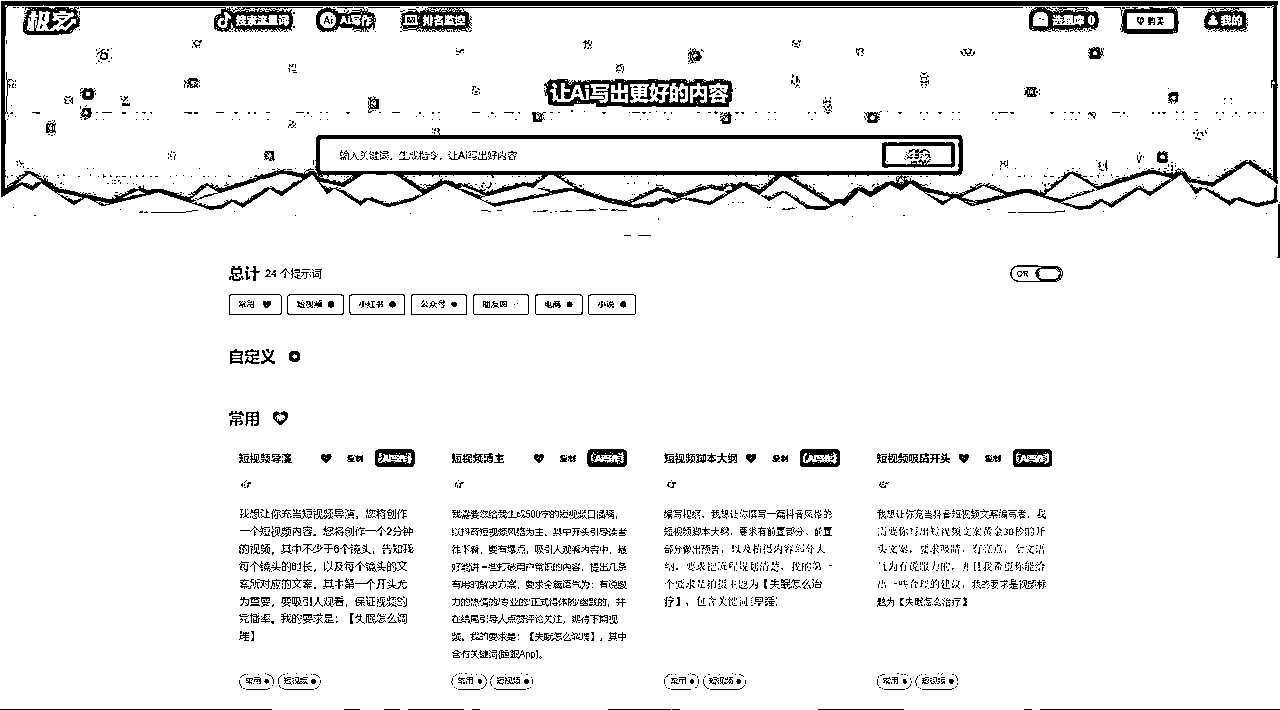 极客
搜索流量词
Ai写作
排名监控
选题库 0
购买
我的
让Ai写出更好的内容
输入关键词，生成指令，让AI写出好内容
总计 24 个提示词
常用
短视频
小红书
公众号
朋友圈
电商
小说
自定义
常用
短视频导演
复制
AI写作
我想让你充当短视频导演。您将创作
一个短视频内容。您将创作一个2分钟
的视频，其中不少于6个镜头，告知我
每个镜头的时长，以及每个镜头的文
案所对应的文案。其中第一个开头尤
为重要，要吸引人观看，保证视频的
完播率。我的要求是：【失眠怎么调
理】
常用
短视频
短视频博主
复制
AI写作
我需要您给我生成500字的短视频口播稿，
以抖音短视频风格为主，其中开头引导读者
往下看，要有爆点，吸引人观看内容中，最
好能讲一些打破用户常识的内容，提出几条
有用的解决方案，要求全篇语气为：有说服
力的/热情的/专业的/正式得体的/幽默的，并
在结尾引导人点赞评论关注，期待下期视
频。我的要求是：【失眠怎么调理】，其中
含有关键词{睡眠App}。
常用
短视频
短视频脚本大纲
复制
AI写作
编写视频，我想让你撰写一篇抖音风格的
短视频脚本大纲，要求有前置部分，前置
部分做出预告，以及拍摄内容部分大
纲，要求把流程规划清楚，我的第一
个要求是拍摄主题为【失眠怎么治
疗】，包含关键词{早睡}
常用
短视频
短视频吸睛开头
复制
AI写作
我想让你充当抖音短视频文案编写者，我
需要你写出短视频文案黄金30秒的开
头文案，要求吸睛，有亮点，全文语
气为有说服力的，并且我希望你能给
出一些合理的建议，我的要求是视频标
题为【失眠怎么治疗】
常用
短视频